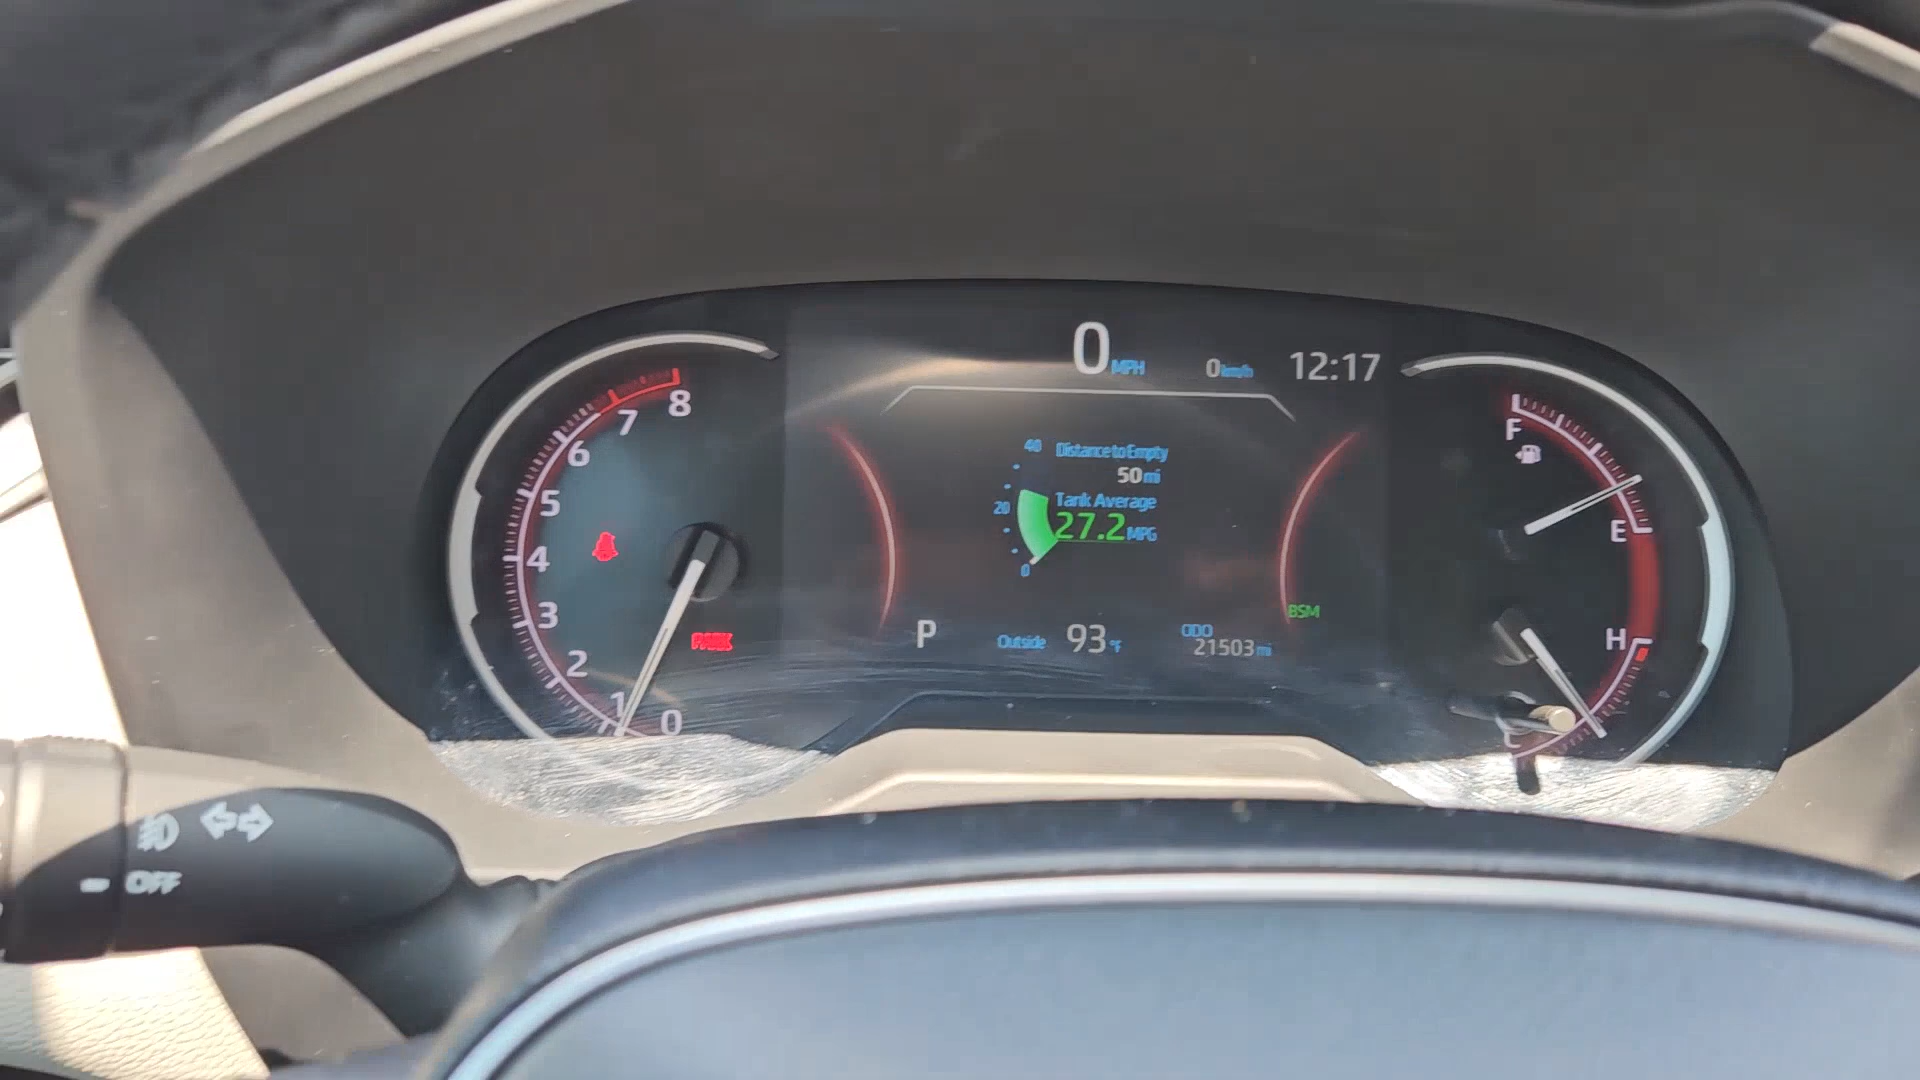 0 MPH 0 km/h 12:17
8
7
6
5
4
3
2
1
0
PARK
40
20
0
Distance to Empty
50 mi
Tank Average
27.2 MPG
BSM
P Outside 93 °F ODO 21503 mi
F
E
H
C
OFF